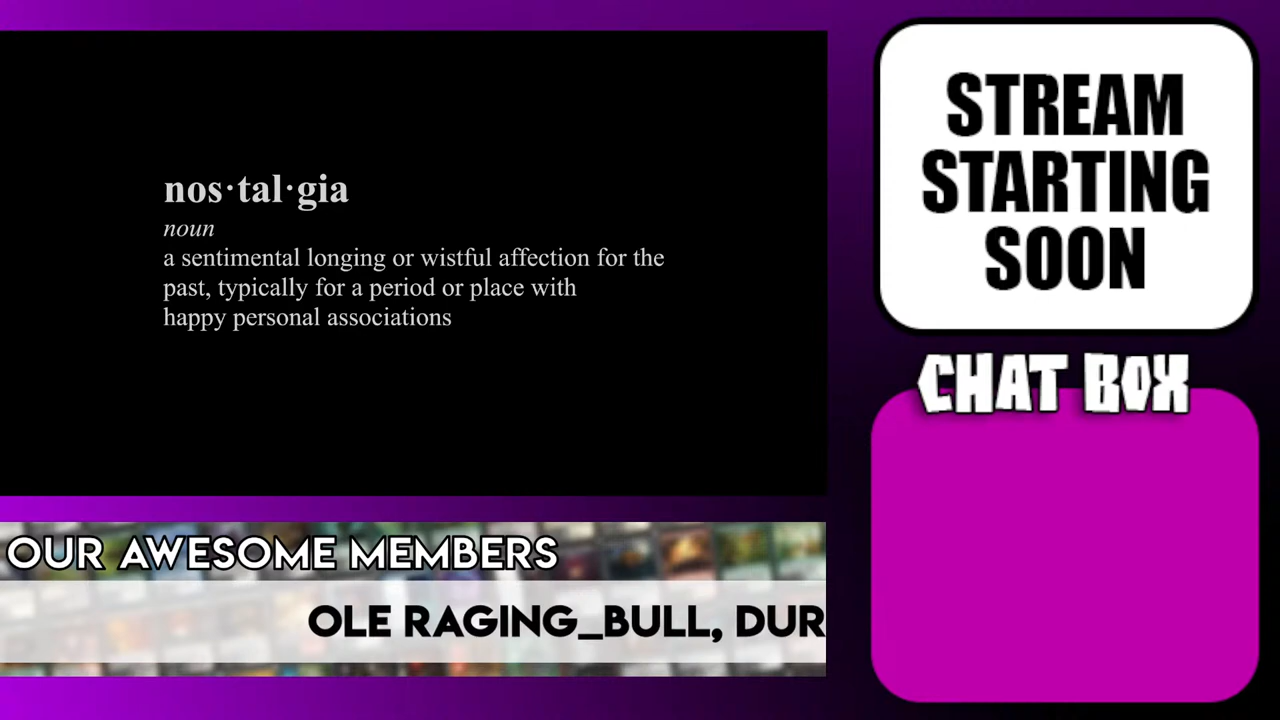 nos·tal·gia
noun
a sentimental longing or wistful affection for the
past, typically for a period or place with
happy personal associations
STREAM
STARTING
SOON
CHAT BOX
OUR AWESOME MEMBERS
OLE RAGING_BULL, DUR